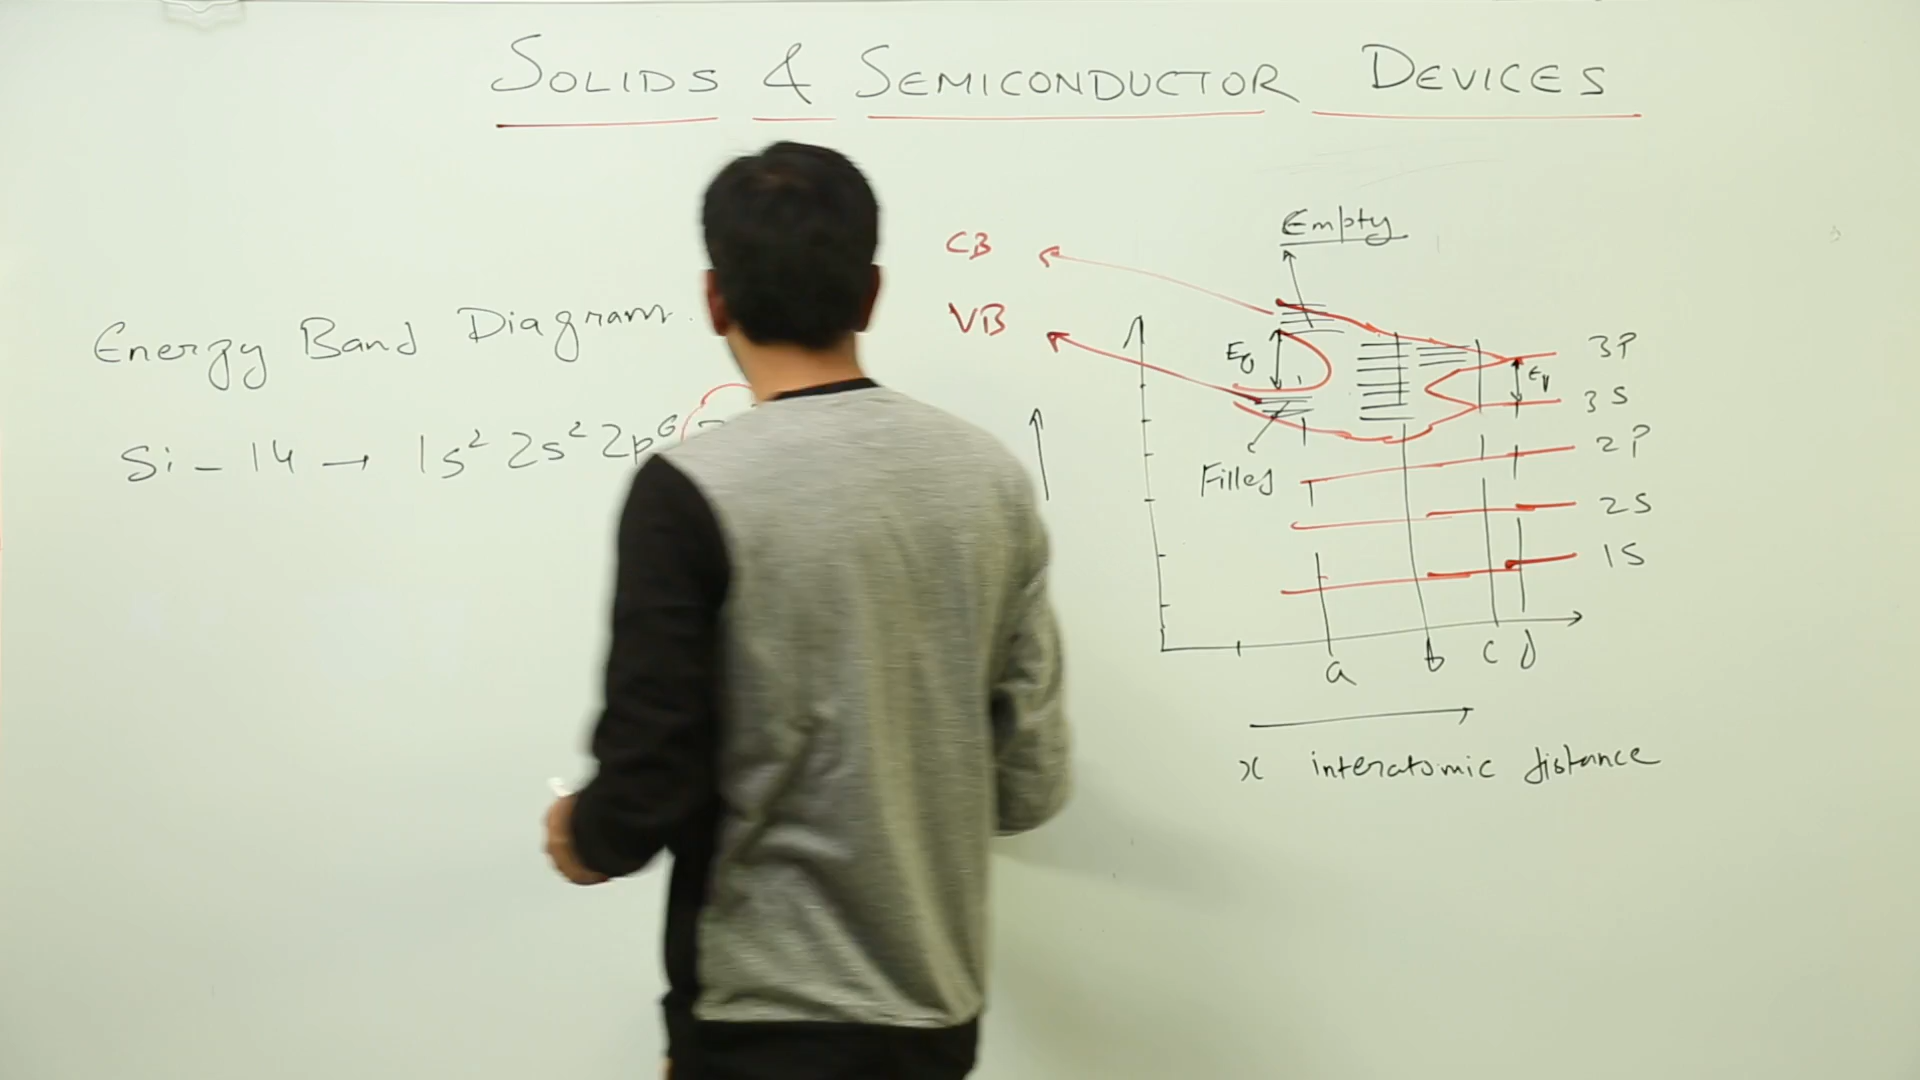 SOLIDS & SEMICONDUCTOR DEVICES
Energy Band Diagram.
Si - 14 → 1s² 2s² 2p⁶
CB
VB
Empty
Eg
Filled
3P
Eg
3S
2P
2S
1S
a b c d
x interatomic distance